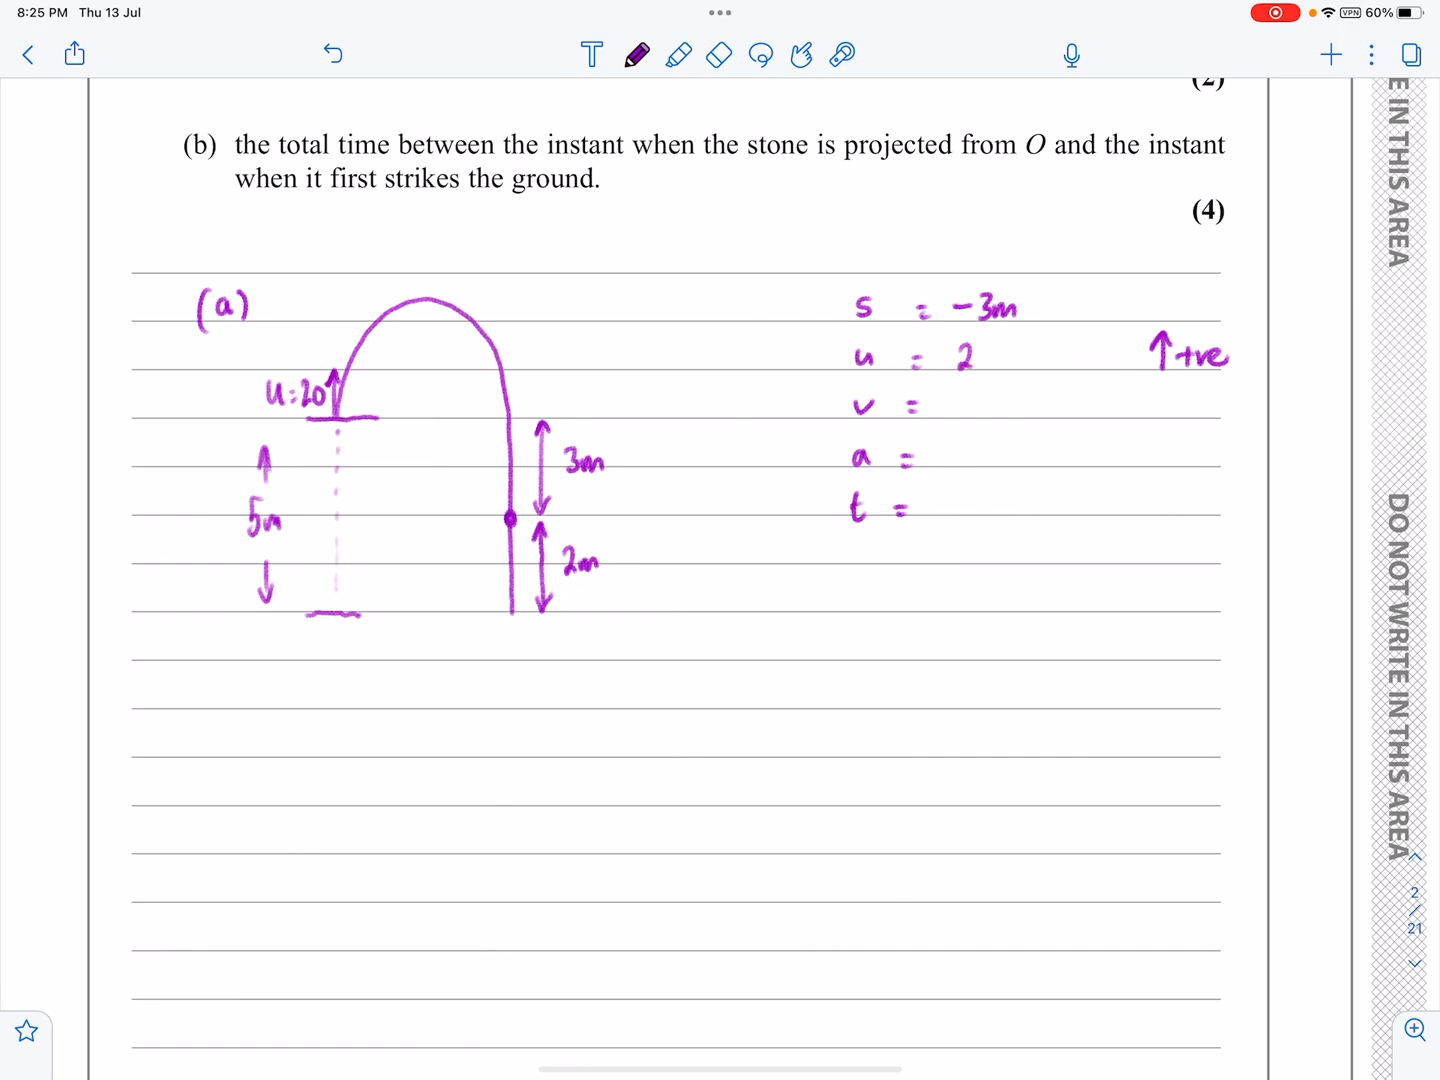 8:25 PM Thu 13 Jul
VPN 60%
(2)
(b) the total time between the instant when the stone is projected from O and the instant
when it first strikes the ground.
(4)
(a)
u = 20
5m
3m
2m
s = -3m
u = 2
v =
a =
t =
↑ +ve
E IN THIS AREA
DO NOT WRITE IN THIS AREA
2
/
21